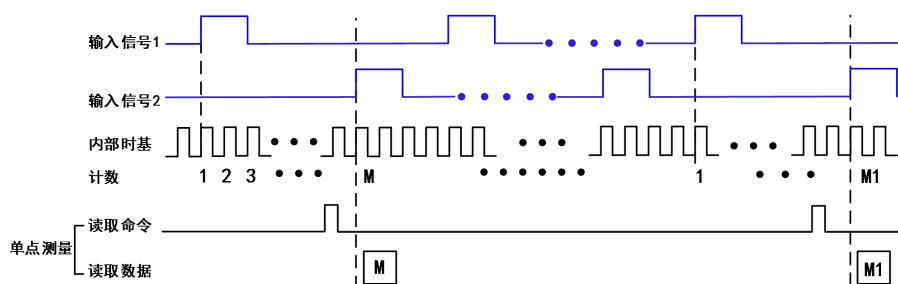 输入信号1
输入信号2
内部时基
计数 1 2 3 M 1 M1
单点测量
读取命令
读取数据 M M1